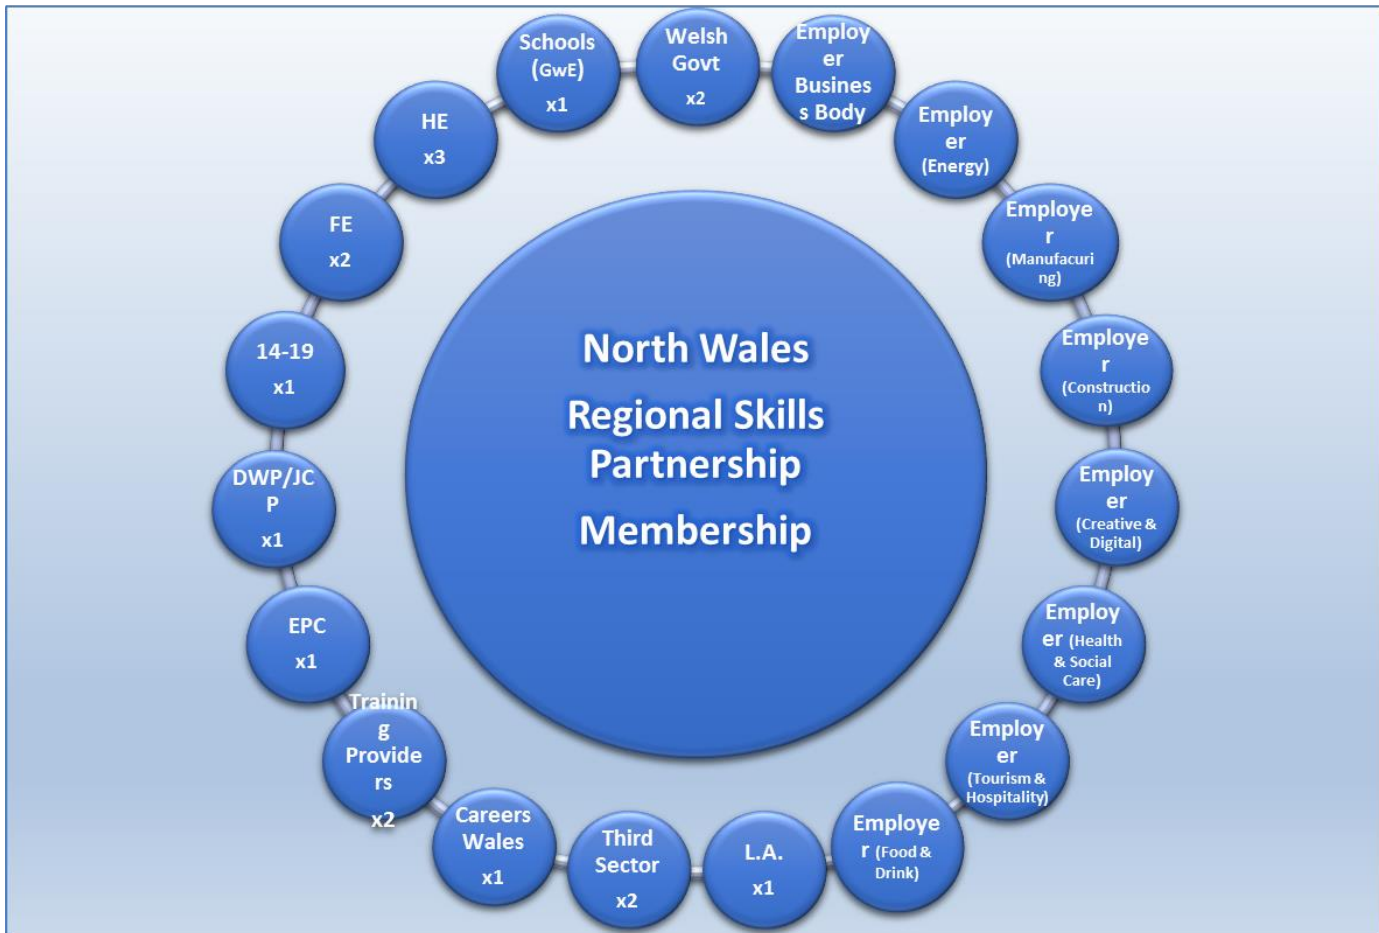 North Wales
Regional Skills
Partnership
Membership
Welsh
Govt
x2
Employ
er
Busines
s Body
Employ
er
(Energy)
Employe
r
(Manufacuri
ng)
Employe
r
(Constructio
n)
Employ
er
(Creative &
Digital)
Employ
er (Health
& Social
Care)
Employ
er
(Tourism &
Hospitality)
Employe
r (Food &
Drink)
L.A.
x1
Third
Sector
x2
Careers
Wales
x1
Trainin
g
Provide
rs
x2
EPC
x1
DWP/JC
P
x1
14-19
x1
FE
x2
HE
x3
Schools
(GwE)
x1